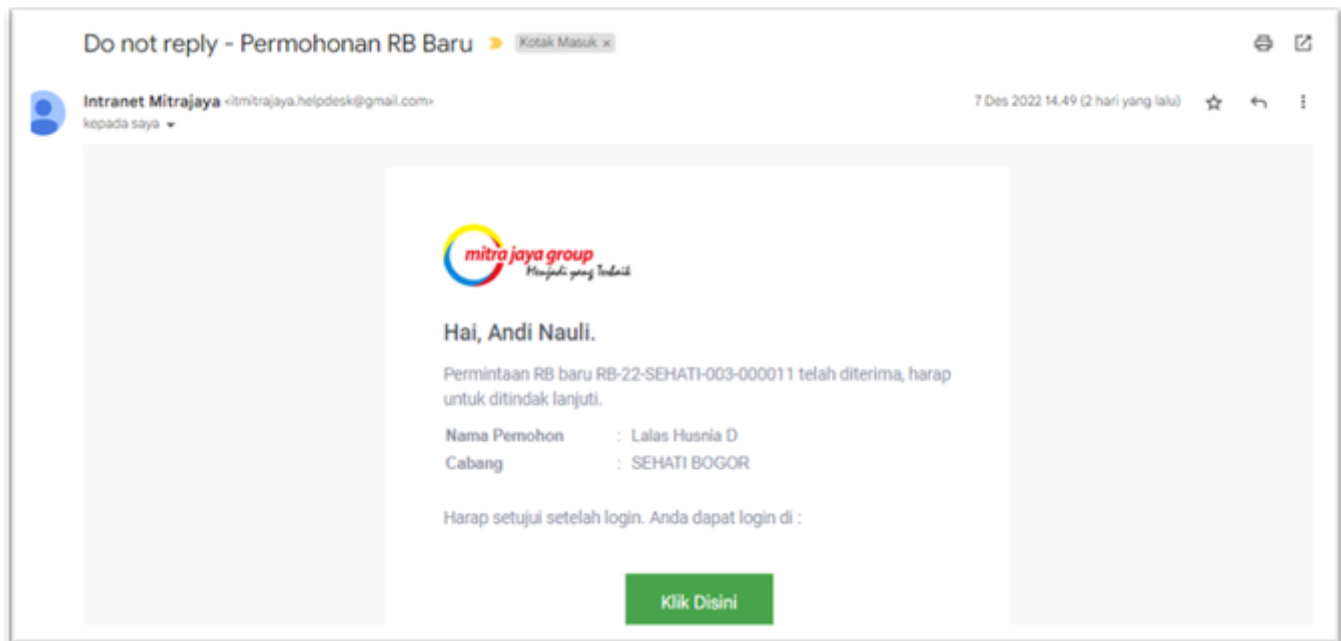 Do not reply - Permohonan RB Baru Kotak Masuk ×
Intranet Mitrajaya <itmitrajaya.helpdesk@gmail.com> 7 Des 2022 14.49 (2 hari yang lalu)
kepada saya
mitra jaya group
Menjadi yang Terbaik
Hai, Andi Nauli.
Permintaan RB baru RB-22-SEHATI-003-000011 telah diterima, harap
untuk ditindak lanjuti.
Nama Pemohon : Lalas Husnia D
Cabang : SEHATI BOGOR
Harap setujui setelah login. Anda dapat login di :
Klik Disini